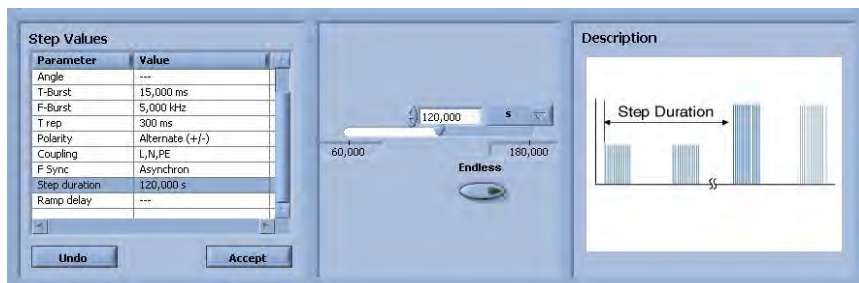 Step Values
Parameter Value
Angle ---
T-Burst 15,000 ms
F-Burst 5,000 kHz
T rep 300 ms
Polarity Alternate (+/-)
Coupling L,N,PE
F Sync Asynchron
Step duration 120,000 s
Ramp delay ---
Undo Accept
120,000 s
60,000 180,000
Endless
Description
Step Duration